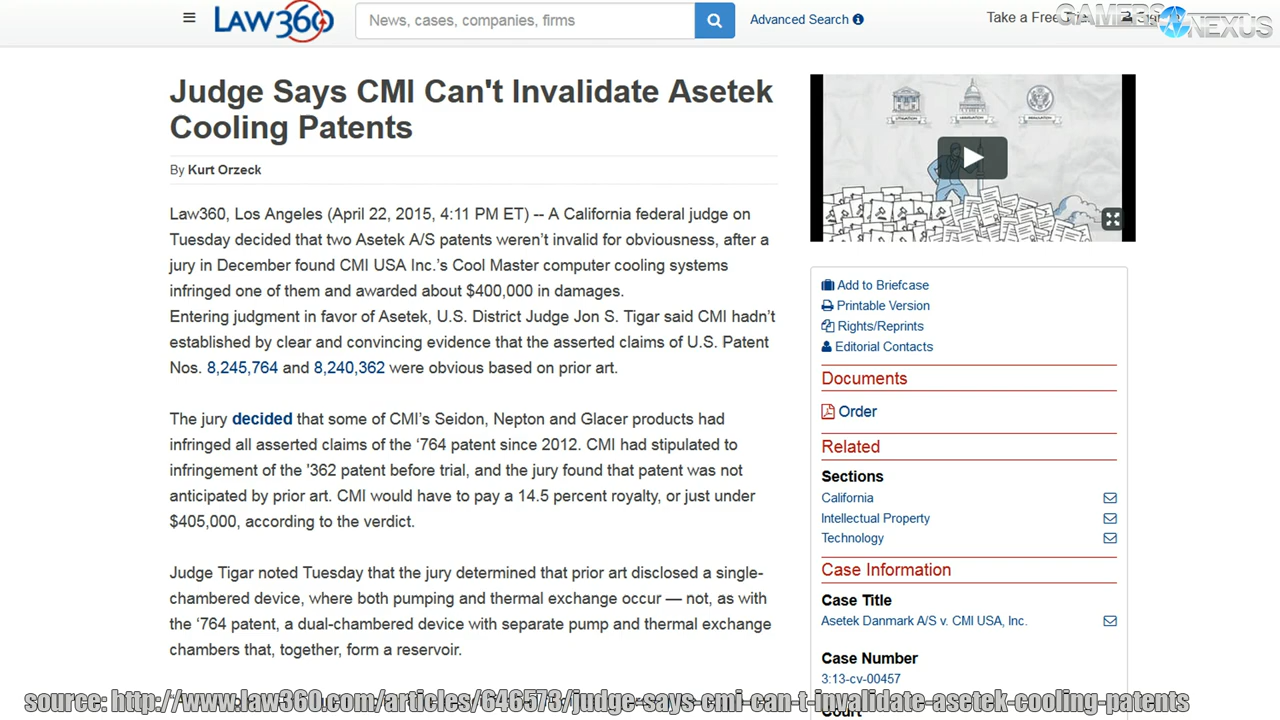 LAW360
News, cases, companies, firms
Advanced Search
Take a Free
GAMERS NEXUS
Judge Says CMI Can't Invalidate Asetek
Cooling Patents
By Kurt Orzeck
Law360, Los Angeles (April 22, 2015, 4:11 PM ET) -- A California federal judge on
Tuesday decided that two Asetek A/S patents weren't invalid for obviousness, after a
jury in December found CMI USA Inc.'s Cool Master computer cooling systems
infringed one of them and awarded about $400,000 in damages.
Entering judgment in favor of Asetek, U.S. District Judge Jon S. Tigar said CMI hadn't
established by clear and convincing evidence that the asserted claims of U.S. Patent
Nos. 8,245,764 and 8,240,362 were obvious based on prior art.
The jury decided that some of CMI's Seidon, Nepton and Glacer products had
infringed all asserted claims of the '764 patent since 2012. CMI had stipulated to
infringement of the '362 patent before trial, and the jury found that patent was not
anticipated by prior art. CMI would have to pay a 14.5 percent royalty, or just under
$405,000, according to the verdict.
Judge Tigar noted Tuesday that the jury determined that prior art disclosed a single-
chambered device, where both pumping and thermal exchange occur — not, as with
the '764 patent, a dual-chambered device with separate pump and thermal exchange
chambers that, together, form a reservoir.
Add to Briefcase
Printable Version
Rights/Reprints
Editorial Contacts
Documents
Order
Related
Sections
California
Intellectual Property
Technology
Case Information
Case Title
Asetek Danmark A/S v. CMI USA, Inc.
Case Number
3:13-cv-00457
Court
source: http://www.law360.com/articles/646573/judge-says-cmi-can-t-invalidate-asetek-cooling-patents